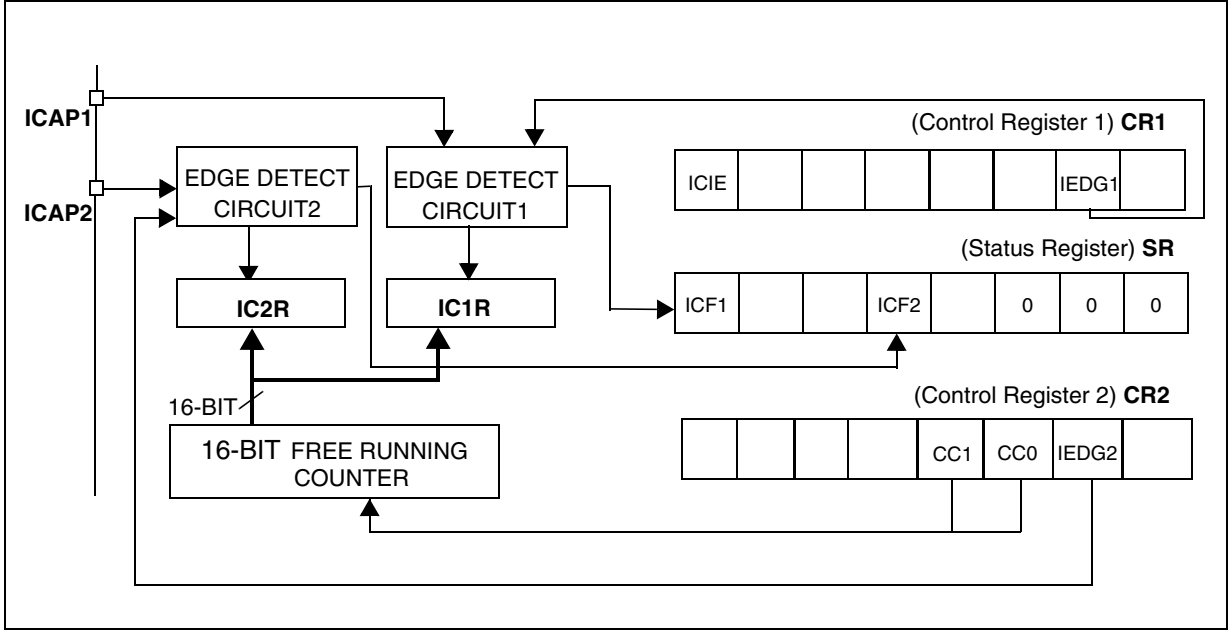 ICAP1
ICAP2
EDGE DETECT
CIRCUIT2
EDGE DETECT
CIRCUIT1
IC2R
IC1R
16-BIT
16-BIT FREE RUNNING
COUNTER
(Control Register 1) CR1
ICIE
IEDG1
(Status Register) SR
ICF1
ICF2
0
0
0
(Control Register 2) CR2
CC1
CC0
IEDG2